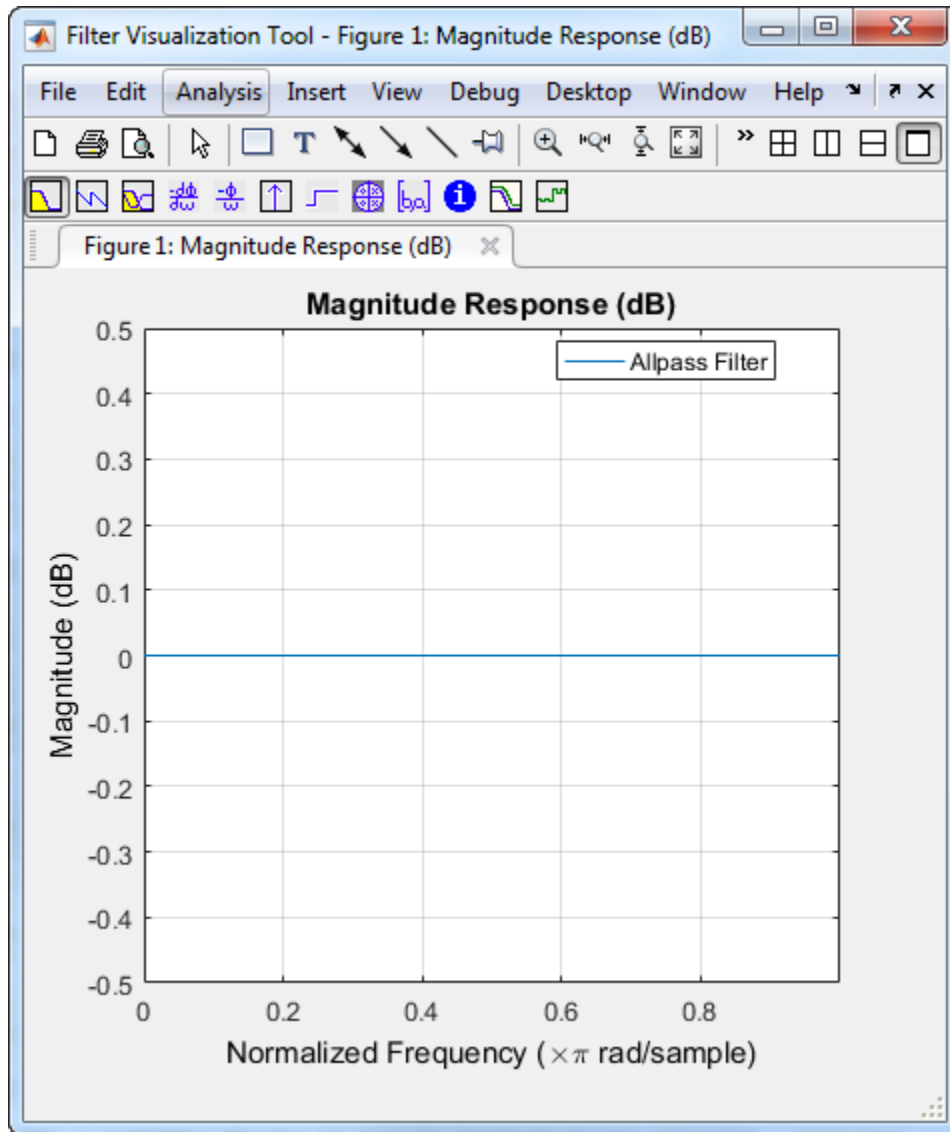 Filter Visualization Tool - Figure 1: Magnitude Response (dB)
File Edit Analysis Insert View Debug Desktop Window Help
T
-dφ
dω
-φ
ω
[b,a]
i
Figure 1: Magnitude Response (dB)
Magnitude Response (dB)
Allpass Filter
0.5
0.4
0.3
0.2
0.1
0
-0.1
-0.2
-0.3
-0.4
-0.5
Magnitude (dB)
0 0.2 0.4 0.6 0.8
Normalized Frequency (×π rad/sample)